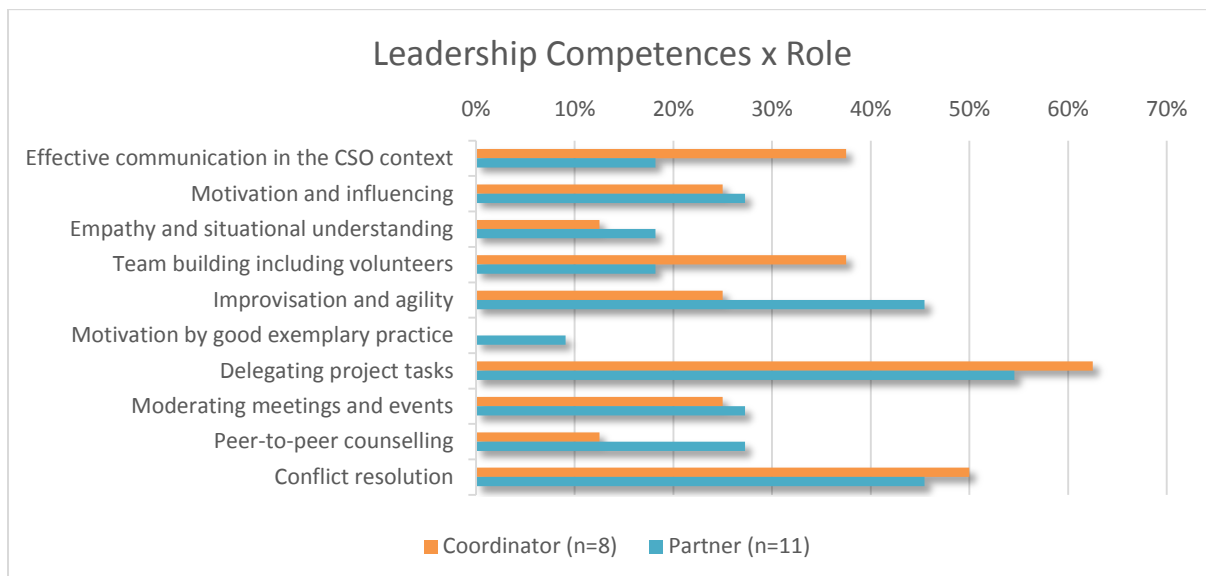 Leadership Competences x Role
0% 10% 20% 30% 40% 50% 60% 70%
Effective communication in the CSO context
Motivation and influencing
Empathy and situational understanding
Team building including volunteers
Improvisation and agility
Motivation by good exemplary practice
Delegating project tasks
Moderating meetings and events
Peer-to-peer counselling
Conflict resolution
Coordinator (n=8) Partner (n=11)